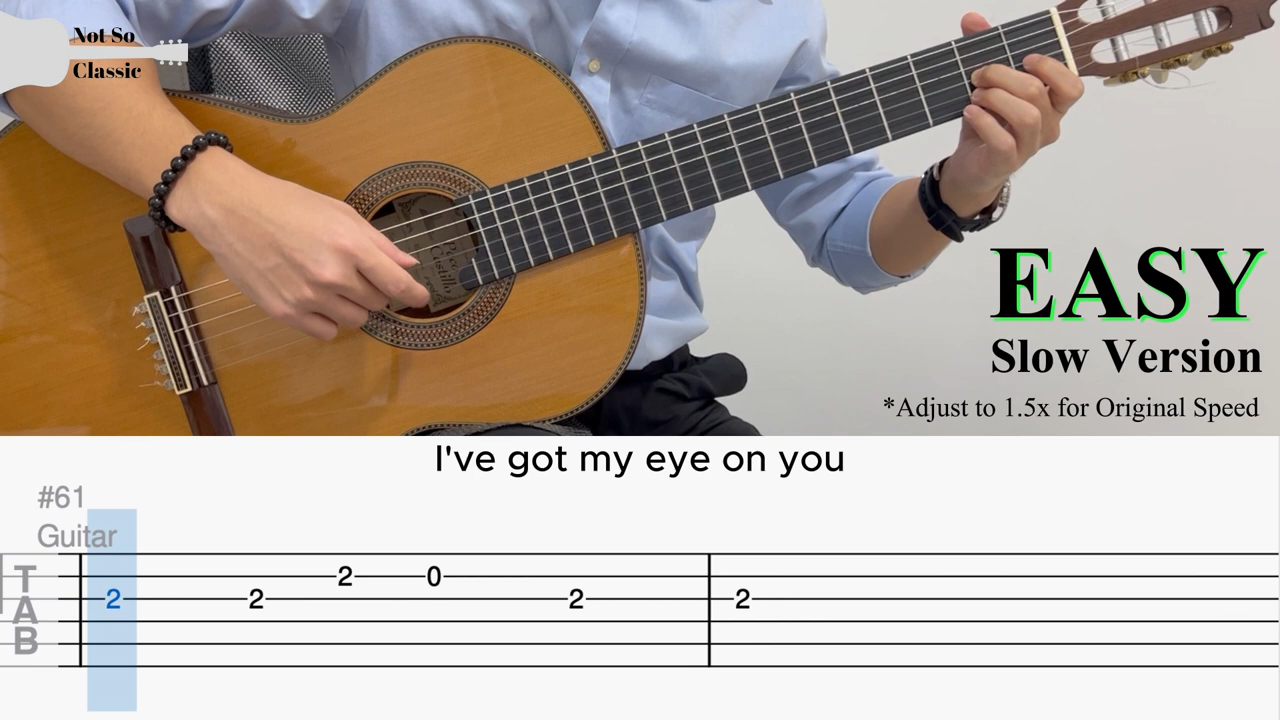 Not So
Classic
EASY
Slow Version
*Adjust to 1.5x for Original Speed
I've got my eye on you
#61
Guitar
T
A
B
2 2 2 0 2 2